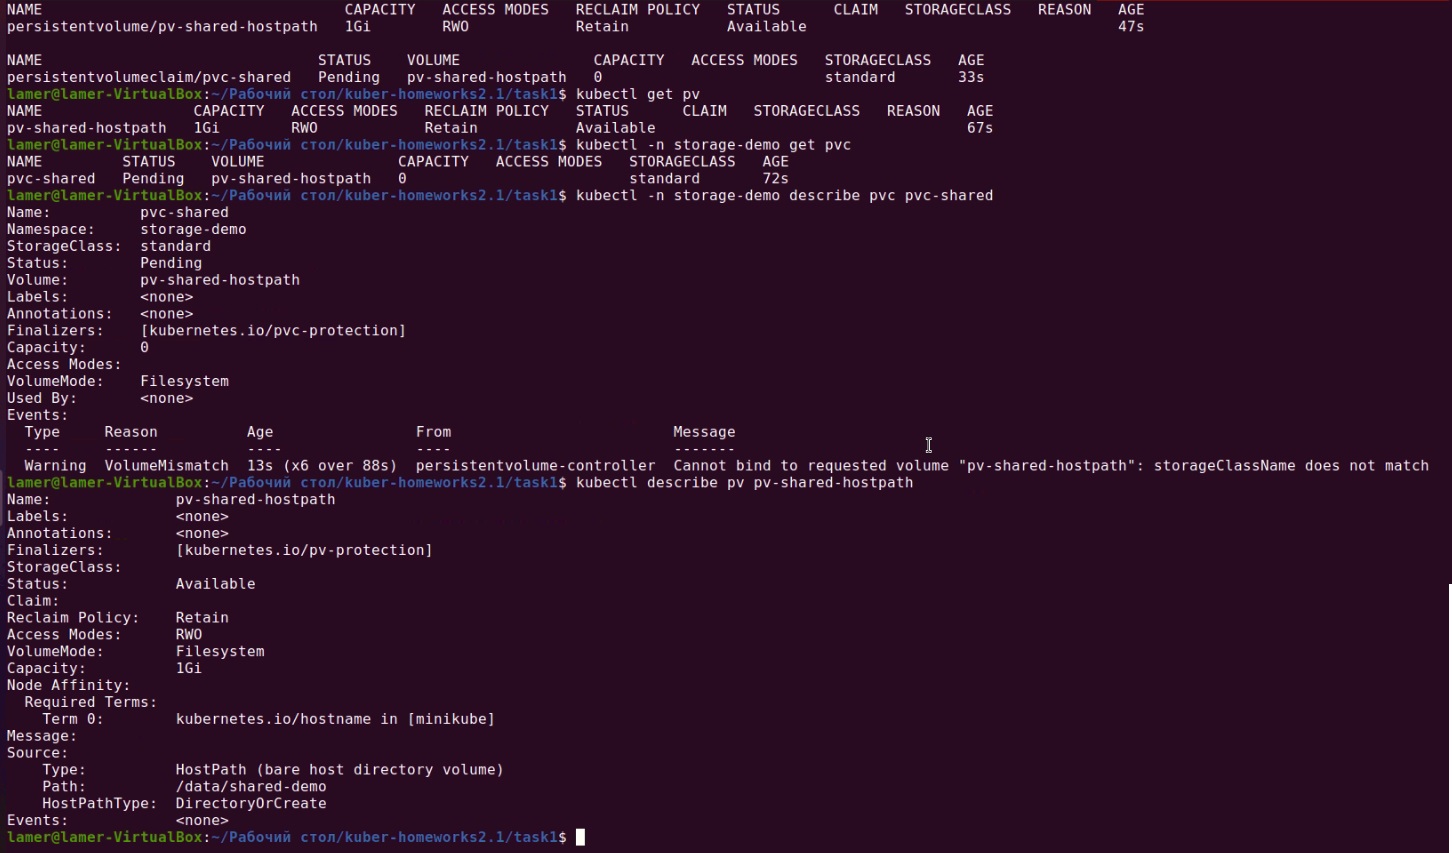 NAME                                  CAPACITY   ACCESS MODES   RECLAIM POLICY   STATUS      CLAIM   STORAGECLASS   REASON   AGE
persistentvolume/pv-shared-hostpath   1Gi        RWO            Retain           Available                                   47s
NAME                               STATUS    VOLUME               CAPACITY   ACCESS MODES   STORAGECLASS   AGE
persistentvolumeclaim/pvc-shared   Pending   pv-shared-hostpath   0                         standard       33s
lamer@lamer-VirtualBox:~/Рабочий стол/kuber-homeworks2.1/task1$ kubectl get pv
NAME                 CAPACITY   ACCESS MODES   RECLAIM POLICY   STATUS      CLAIM   STORAGECLASS   REASON   AGE
pv-shared-hostpath   1Gi        RWO            Retain           Available                                   67s
lamer@lamer-VirtualBox:~/Рабочий стол/kuber-homeworks2.1/task1$ kubectl -n storage-demo get pvc
NAME         STATUS    VOLUME               CAPACITY   ACCESS MODES   STORAGECLASS   AGE
pvc-shared   Pending   pv-shared-hostpath   0                         standard       72s
lamer@lamer-VirtualBox:~/Рабочий стол/kuber-homeworks2.1/task1$ kubectl -n storage-demo describe pvc pvc-shared
Name:          pvc-shared
Namespace:     storage-demo
StorageClass:  standard
Status:        Pending
Volume:        pv-shared-hostpath
Labels:        <none>
Annotations:   <none>
Finalizers:    [kubernetes.io/pvc-protection]
Capacity:      0
Access Modes:
VolumeMode:    Filesystem
Used By:       <none>
Events:
  Type     Reason          Age                From                         Message
  ----     ------          ----               ----                         -------
  Warning  VolumeMismatch  13s (x6 over 88s)  persistentvolume-controller  Cannot bind to requested volume "pv-shared-hostpath": storageClassName does not match
lamer@lamer-VirtualBox:~/Рабочий стол/kuber-homeworks2.1/task1$ kubectl describe pv pv-shared-hostpath
Name:              pv-shared-hostpath
Labels:            <none>
Annotations:       <none>
Finalizers:        [kubernetes.io/pv-protection]
StorageClass:
Status:            Available
Claim:
Reclaim Policy:    Retain
Access Modes:      RWO
VolumeMode:        Filesystem
Capacity:          1Gi
Node Affinity:
  Required Terms:
    Term 0:        kubernetes.io/hostname in [minikube]
Message:
Source:
    Type:          HostPath (bare host directory volume)
    Path:          /data/shared-demo
    HostPathType:  DirectoryOrCreate
Events:            <none>
lamer@lamer-VirtualBox:~/Рабочий стол/kuber-homeworks2.1/task1$